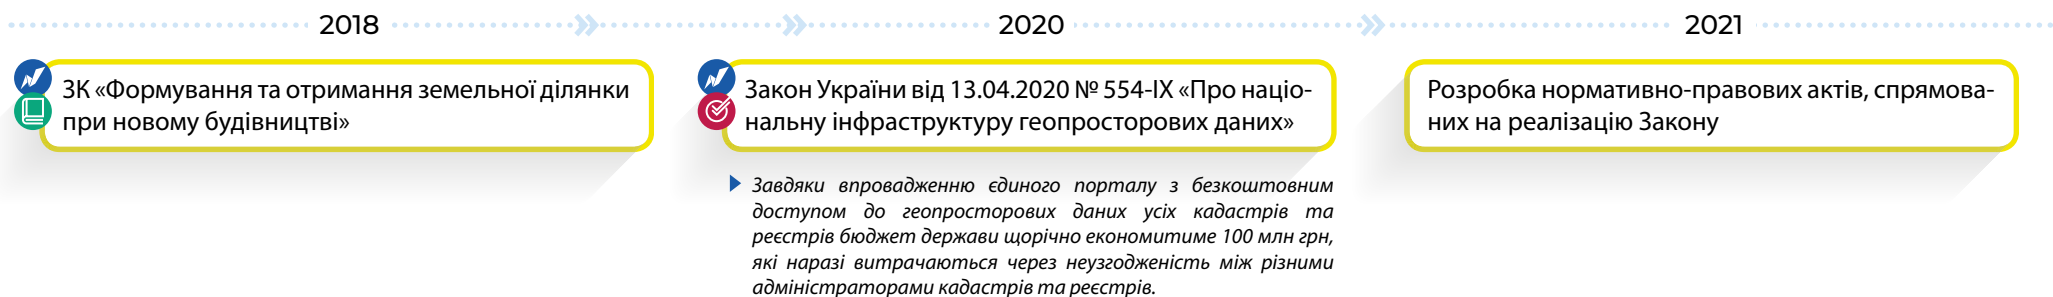 2018
2020
2021
ЗК «Формування та отримання земельної ділянки
при новому будівництві»
Закон України від 13.04.2020 № 554-IX «Про націо-
нальну інфраструктуру геопросторових даних»
Завдяки впровадженню єдиного порталу з безкоштовним
доступом до геопросторових даних усіх кадастрів та
реєстрів бюджет держави щорічно економитиме 100 млн грн,
які наразі витрачаються через неузгодженість між різними
адміністраторами кадастрів та реєстрів.
Розробка нормативно-правових актів, спрямова-
них на реалізацію Закону